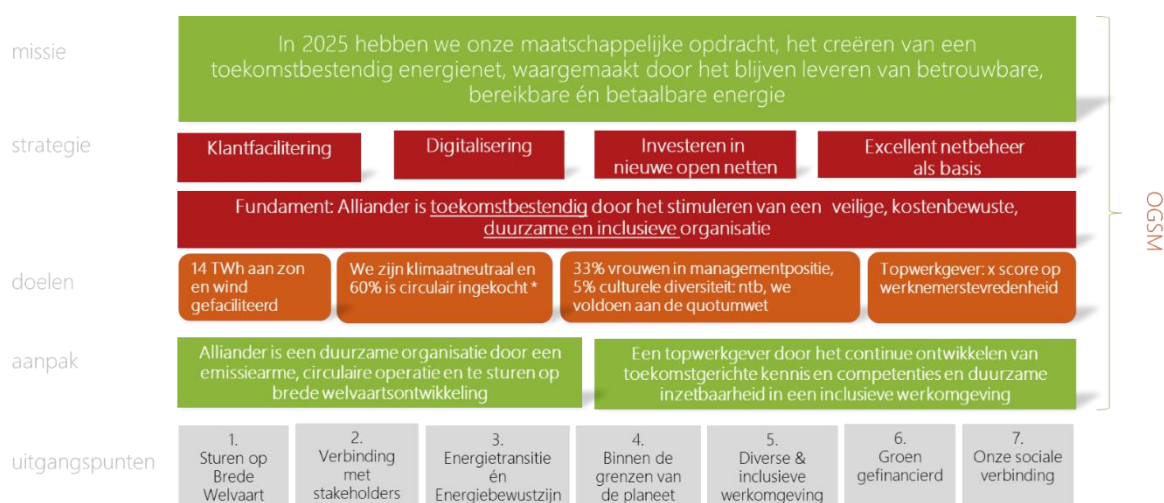 missie
In 2025 hebben we onze maatschappelijke opdracht, het creëren van een
toekomstbestendig energienet, waargemaakt door het blijven leveren van betrouwbare,
bereikbare én betaalbare energie
strategie
Klantfacilitering
Digitalisering
Investeren in
nieuwe open netten
Excellent netbeheer
als basis
Fundament: Alliander is toekomstbestendig door het stimuleren van een veilige, kostenbewuste,
duurzame en inclusieve organisatie
OGSM
doelen
14 TWh aan zon
en wind
gefaciliteerd
We zijn klimaatneutraal en
60% is circulair ingekocht *
33% vrouwen in managementpositie,
5% culturele diversiteit: ntb, we
voldoen aan de quotumwet
Topwerkgever: x score op
werknemerstevredenheid
aanpak
Alliander is een duurzame organisatie door een
emissiearme, circulaire operatie en te sturen op
brede welvaartsontwikkeling
Een topwerkgever door het continue ontwikkelen van
toekomstgerichte kennis en competenties en duurzame
inzetbaarheid in een inclusieve werkomgeving
uitgangspunten
1.
Sturen op
Brede
Welvaart
2.
Verbinding
met
stakeholders
3.
Energietransitie
én
Energiebewustzijn
4.
Binnen de
grenzen van
de planeet
5.
Diverse &
inclusieve
werkomgeving
6.
Groen
gefinancierd
7.
Onze sociale
verbinding